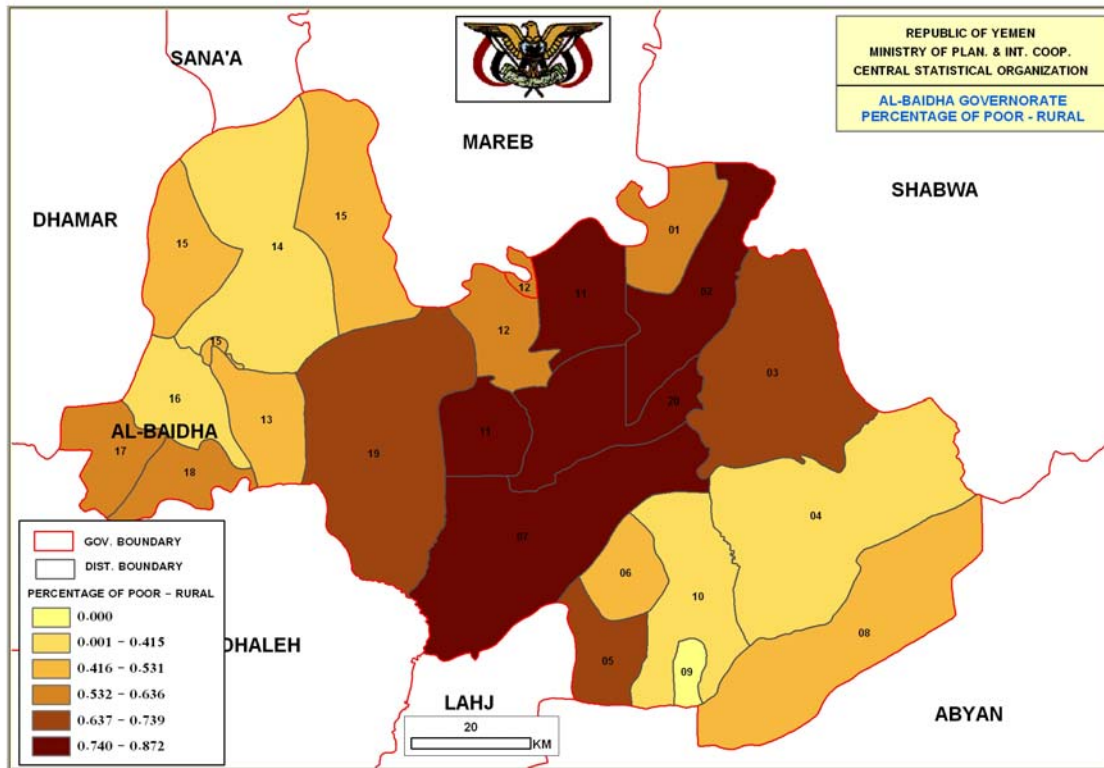 REPUBLIC OF YEMEN
MINISTRY OF PLAN. & INT. COOP.
CENTRAL STATISTICAL ORGANIZATION
AL-BAIDHA GOVERNORATE
PERCENTAGE OF POOR - RURAL
SANA'A
MAREB
SHABWA
DHAMAR
15
15
14
01
12
11
02
12
15
03
16
13
20
AL-BAIDHA
17
11
19
18
04
07
06
10
08
05
09
GOV. BOUNDARY
DIST. BOUNDARY
PERCENTAGE OF POOR – RURAL
0.000
0.001 – 0.415
0.416 – 0.531
0.532 – 0.636
0.637 – 0.739
0.740 – 0.872
DHALEH
LAHJ
ABYAN
20
KM